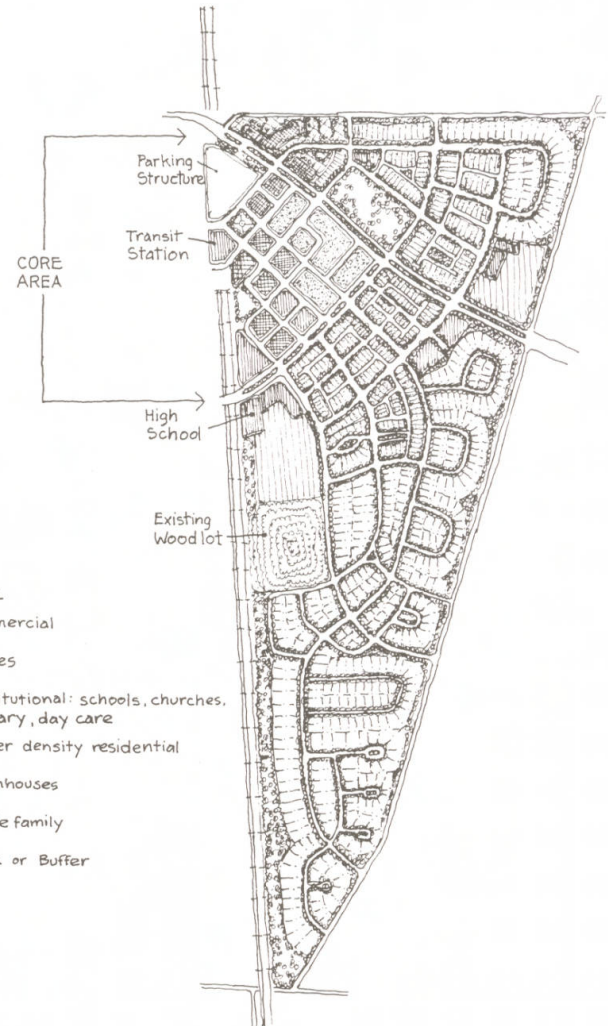 Parking
Structure
Transit
Station
CORE
AREA
High
School
Existing
Wood lot
mercial
es
tutional: schools, churches,
ary, day care
er density residential
nhouses
e family
or Buffer